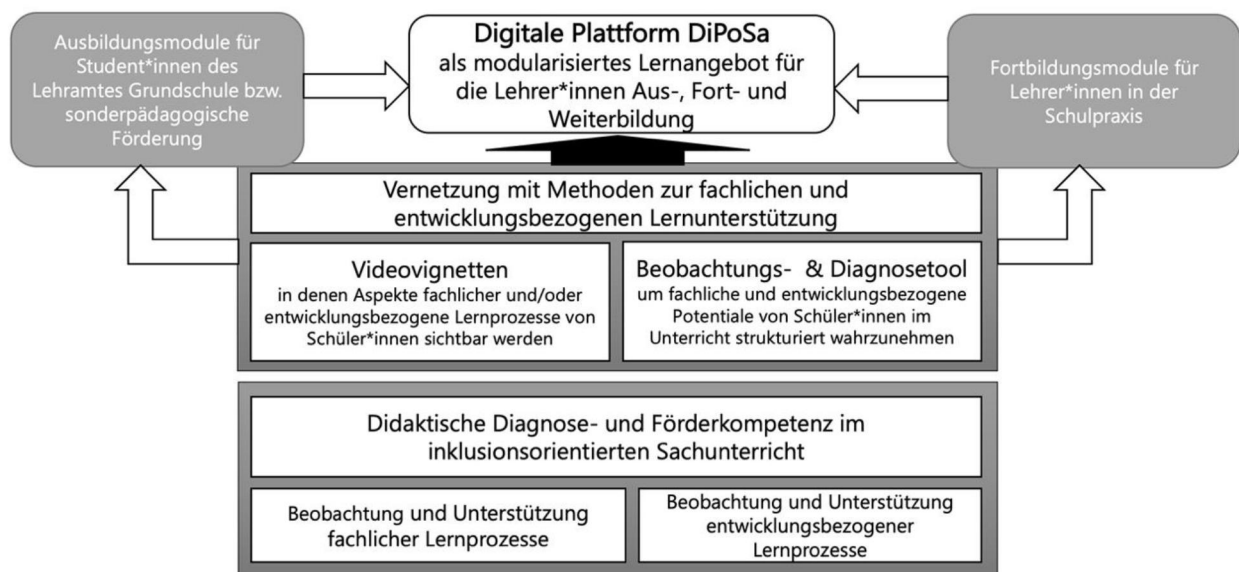 Ausbildungsmodule für
Student*innen des
Lehramtes Grundschule bzw.
sonderpädagogische
Förderung
Digitale Plattform DiPoSa
als modularisiertes Lernangebot für
die Lehrer*innen Aus-, Fort- und
Weiterbildung
Fortbildungsmodule für
Lehrer*innen in der
Schulpraxis
Vernetzung mit Methoden zur fachlichen und
entwicklungsbezogenen Lernunterstützung
Videovignetten
in denen Aspekte fachlicher und/oder
entwicklungsbezogene Lernprozesse von
Schüler*innen sichtbar werden
Beobachtungs- & Diagnosetool
um fachliche und entwicklungsbezogene
Potentiale von Schüler*innen im
Unterricht strukturiert wahrzunehmen
Didaktische Diagnose- und Förderkompetenz im
inklusionsorientierten Sachunterricht
Beobachtung und Unterstützung
fachlicher Lernprozesse
Beobachtung und Unterstützung
entwicklungsbezogener
Lernprozesse